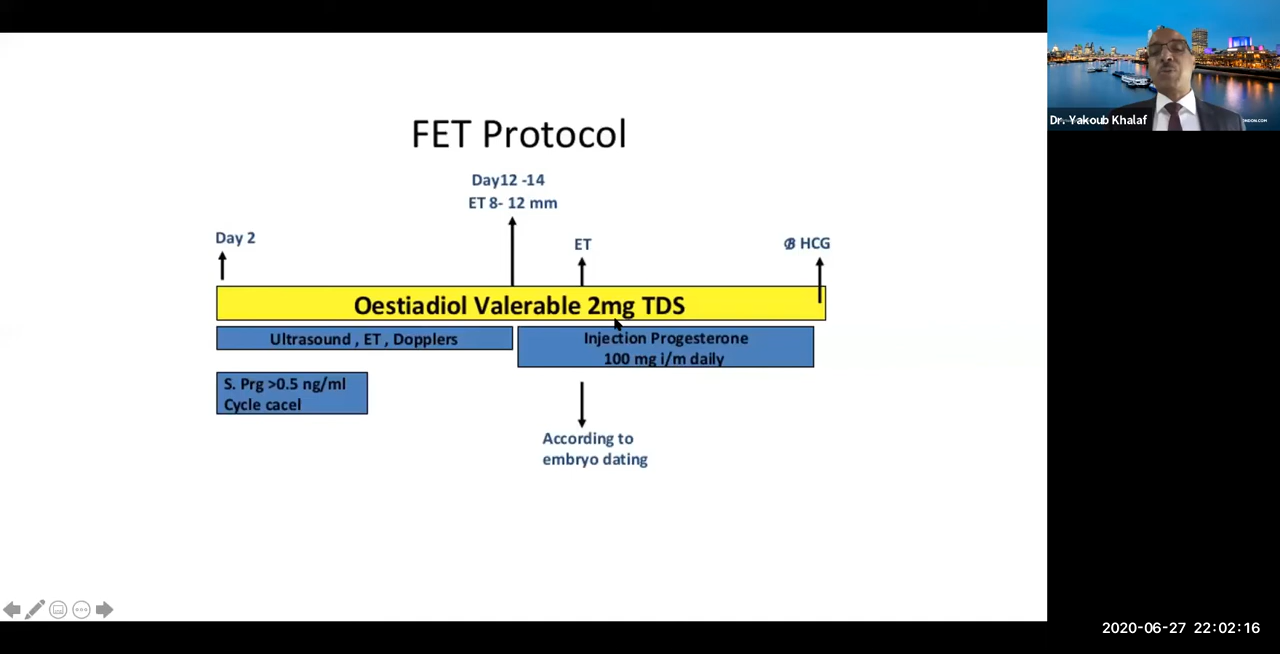 FET Protocol
Day12 -14
ET 8- 12 mm
Day 2
ET
β HCG
Oestiadiol Valerable 2mg TDS
Ultrasound , ET , Dopplers
Injection Progesterone
100 mg i/m daily
S. Prg >0.5 ng/ml
Cycle cacel
According to
embryo dating
Dr. Yakoub Khalaf
2020-06-27 22:02:16